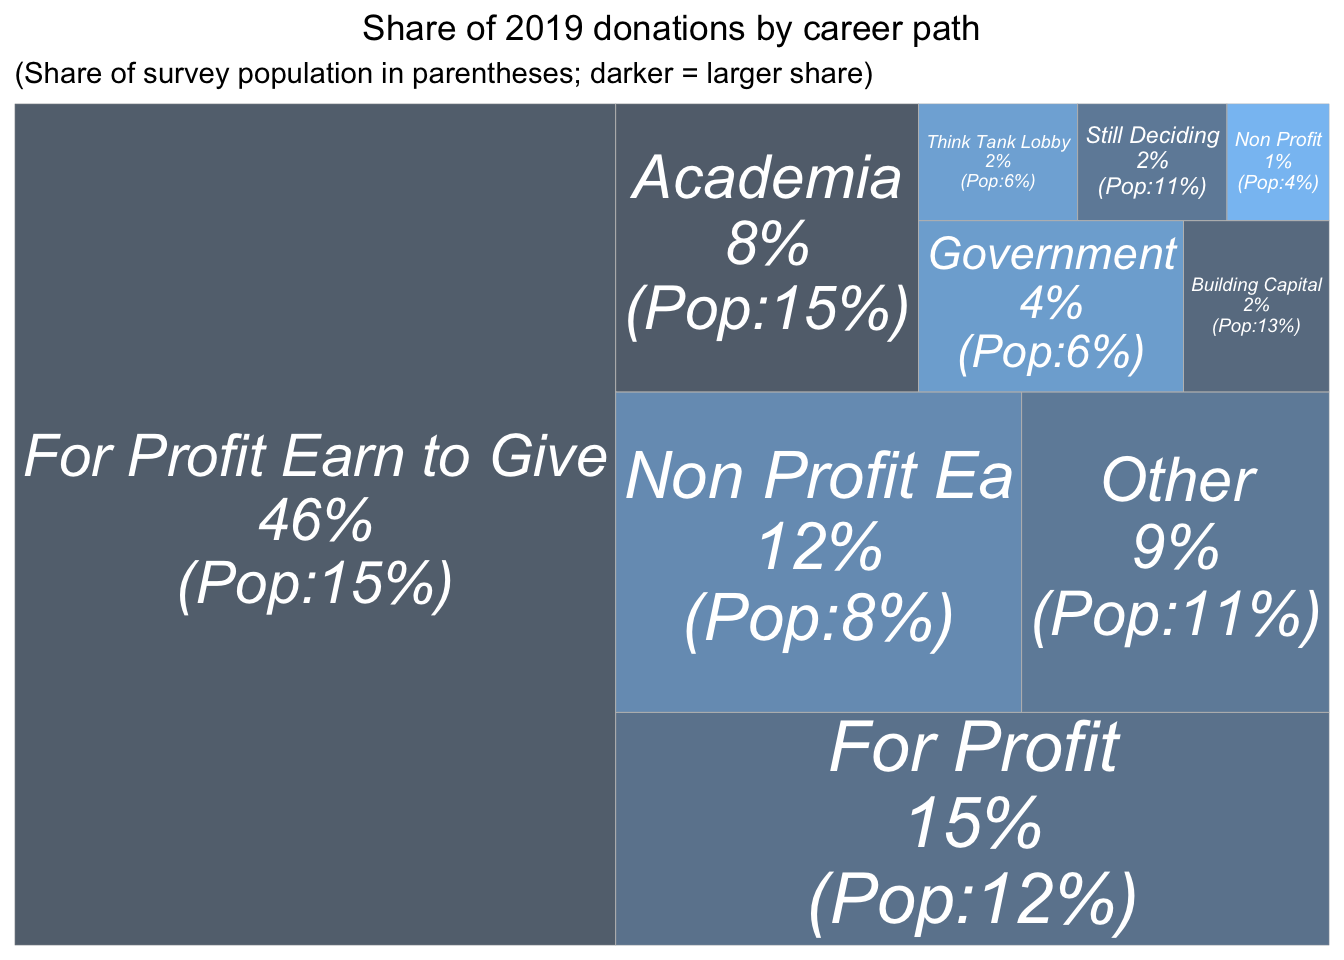 Share of 2019 donations by career path
(Share of survey population in parentheses; darker = larger share)
For Profit Earn to Give
46%
(Pop:15%)
Academia
8%
(Pop:15%)
Think Tank Lobby
2%
(Pop:6%)
Still Deciding
2%
(Pop:11%)
Non Profit
1%
(Pop:4%)
Government
4%
(Pop:6%)
Building Capital
2%
(Pop:13%)
Non Profit Ea
12%
(Pop:8%)
Other
9%
(Pop:11%)
For Profit
15%
(Pop:12%)